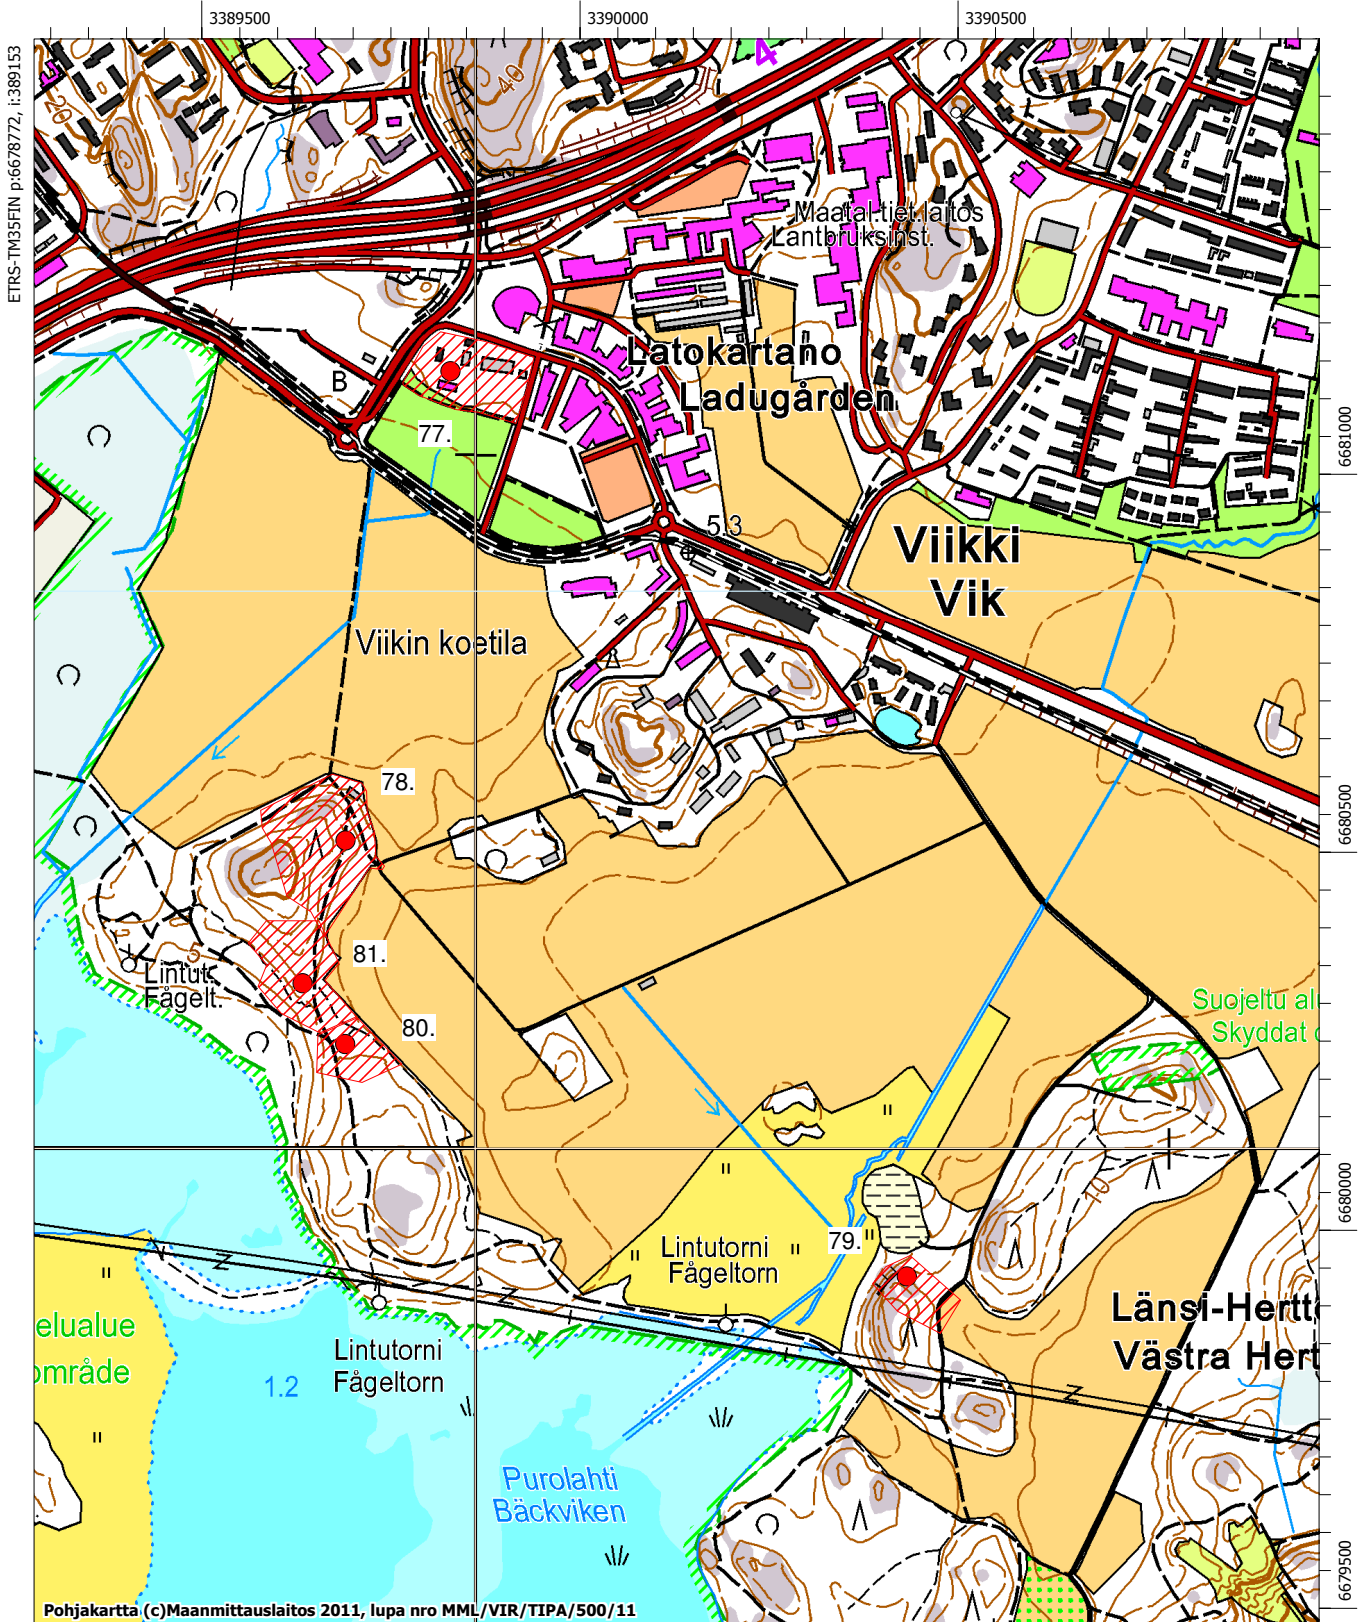 3389500
3390000
3390500
ETRS-TM35FIN p:6678772, i:389153
4
40
20
Maatal.tiet.laitos
Lantbruksinst.
Latokartano
Ladugården
B
77.
6681000
5.3
Viikki
Vik
Viikin koetila
78.
6680500
81.
Lintut.
Fågelt.
5
80.
Suojeltu al
Skyddat o
10
6680000
79.
Lintutorni
Fågeltorn
Länsi-Hertt
Västra Hert
elualue
område
Lintutorni
Fågeltorn
1.2
Purolahti
Bäckviken
6679500
Pohjakartta (c)Maanmittauslaitos 2011, lupa nro MML/VIR/TIPA/500/11